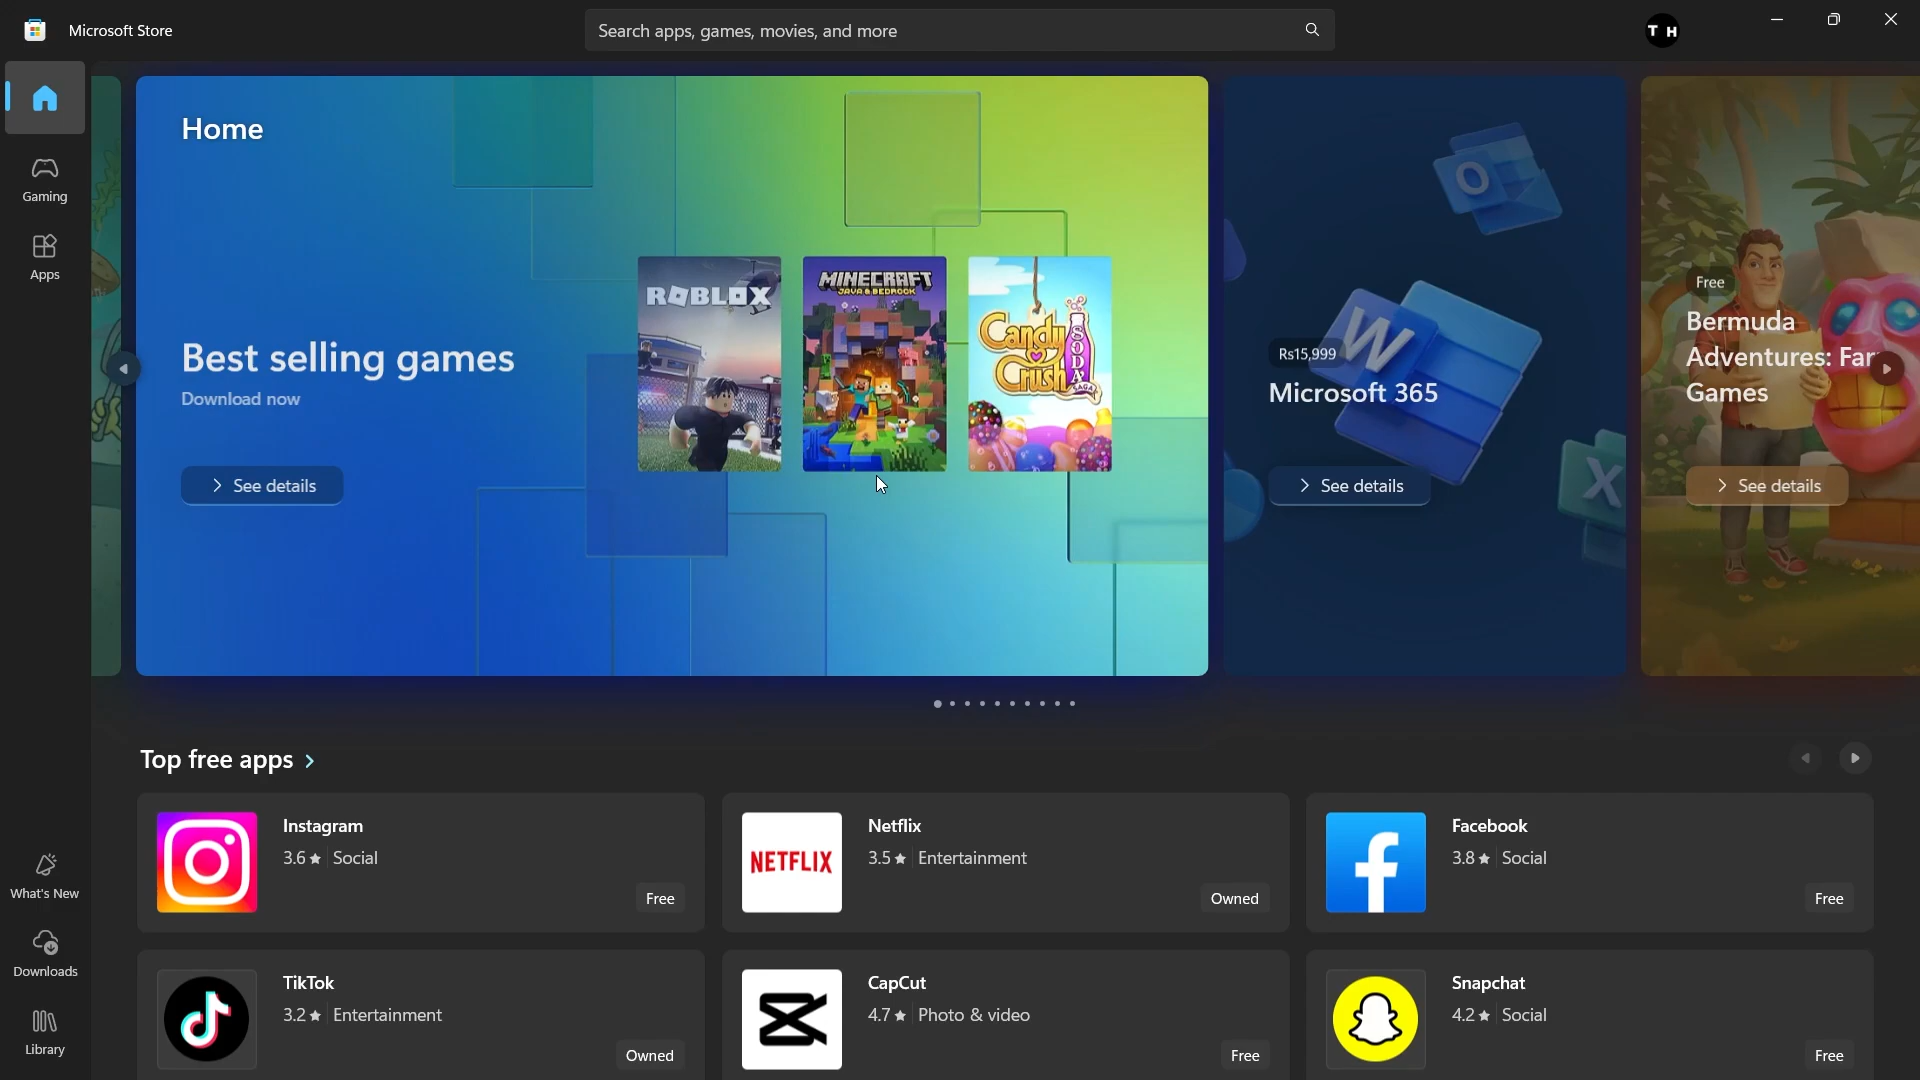 Microsoft Store
Search apps, games, movies, and more
T H
Home
Gaming
Apps
Best selling games
Download now
See details
ROBLOX
MINECRAFT
JAVA & BEDROCK
Candy
Crush
SODA
SAGA
O
W
X
Rs15,999
Microsoft 365
See details
Free
Bermuda
Adventures: Far
Games
See details
Top free apps
Instagram
3.6 ★ Social
Free
Netflix
NETFLIX
3.5 ★ Entertainment
Owned
Facebook
3.8 ★ Social
Free
TikTok
3.2 ★ Entertainment
Owned
CapCut
4.7 ★ Photo & video
Free
Snapchat
4.2 ★ Social
Free
What's New
Downloads
Library